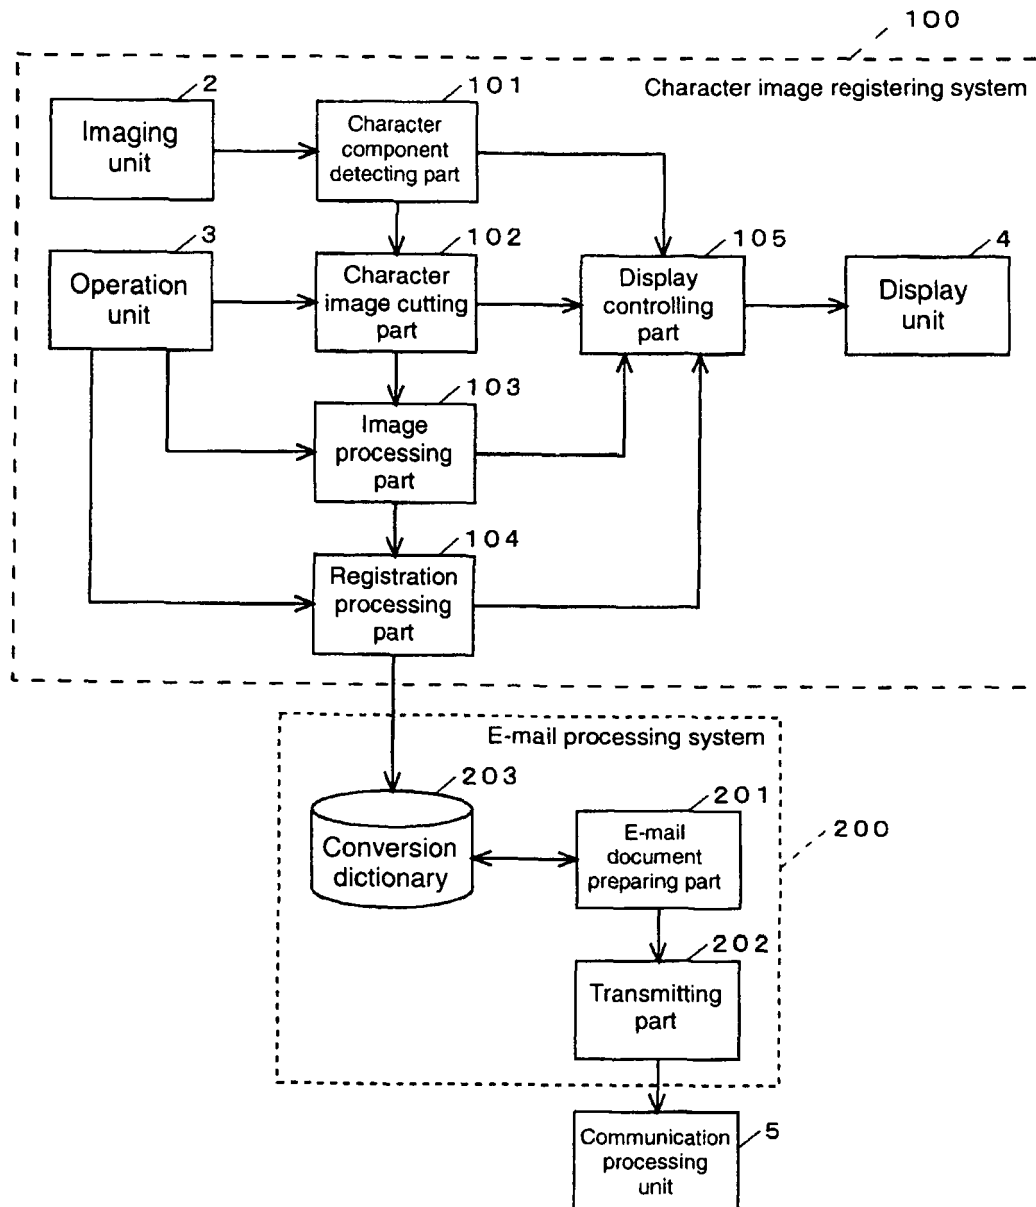 100
Character image registering system
2
Imaging
unit
101
Character
component
detecting part
3
Operation
unit
102
Character
image cutting
part
105
Display
controlling
part
4
Display
unit
103
Image
processing
part
104
Registration
processing
part
E-mail processing system
203
Conversion
dictionary
201
E-mail
document
preparing part
200
202
Transmitting
part
5
Communication
processing
unit